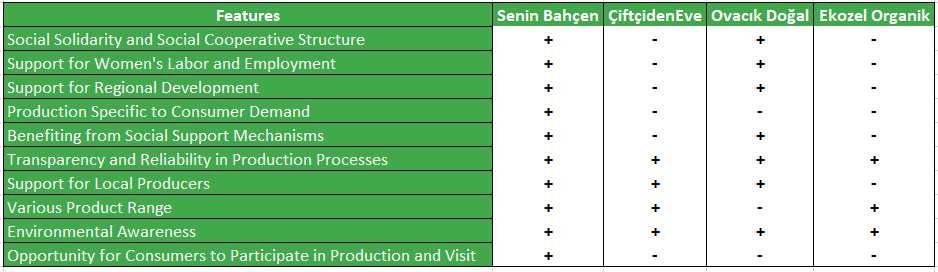 Features Senin Bahçen ÇiftçidenEve Ovacık Doğal Ekozel Organik
Social Solidarity and Social Cooperative Structure + - + -
Support for Women's Labor and Employment + - + -
Support for Regional Development + - + -
Production Specific to Consumer Demand + - - -
Benefiting from Social Support Mechanisms + - + -
Transparency and Reliability in Production Processes + + + +
Support for Local Producers + + + -
Various Product Range + + - +
Environmental Awareness + + + +
Opportunity for Consumers to Participate in Production and Visit + - - -